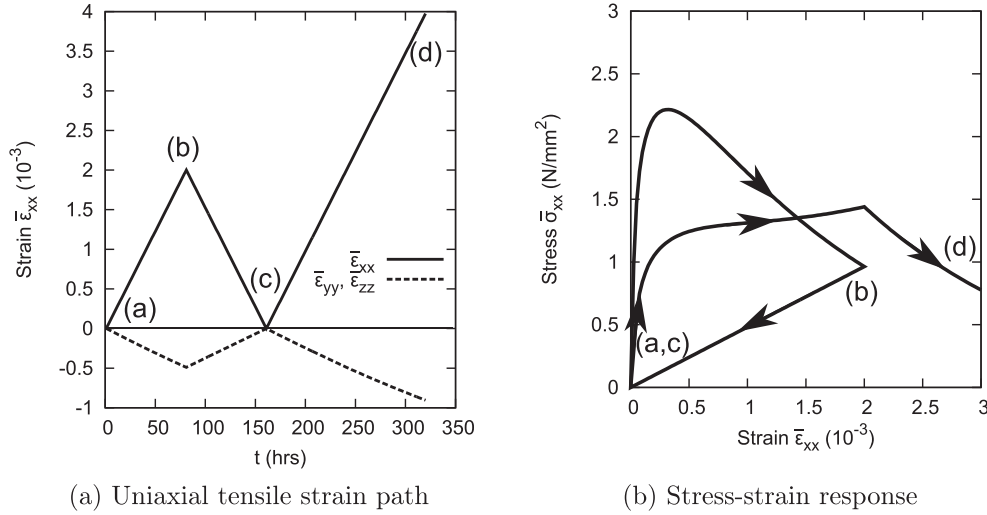 4
3.5
3
2.5
2
1.5
1
0.5
0
-0.5
-1
Strain ε̅xx (10⁻³)
(a)
(b)
(c)
(d)
ε̅xx
ε̅yy, ε̅zz
0 50 100 150 200 250 300 350
t (hrs)
(a) Uniaxial tensile strain path
3
2.5
2
1.5
1
0.5
0
Stress σ̅xx (N/mm²)
(d)
(b)
(a,c)
0 0.5 1 1.5 2 2.5 3
Strain ε̅xx (10⁻³)
(b) Stress-strain response